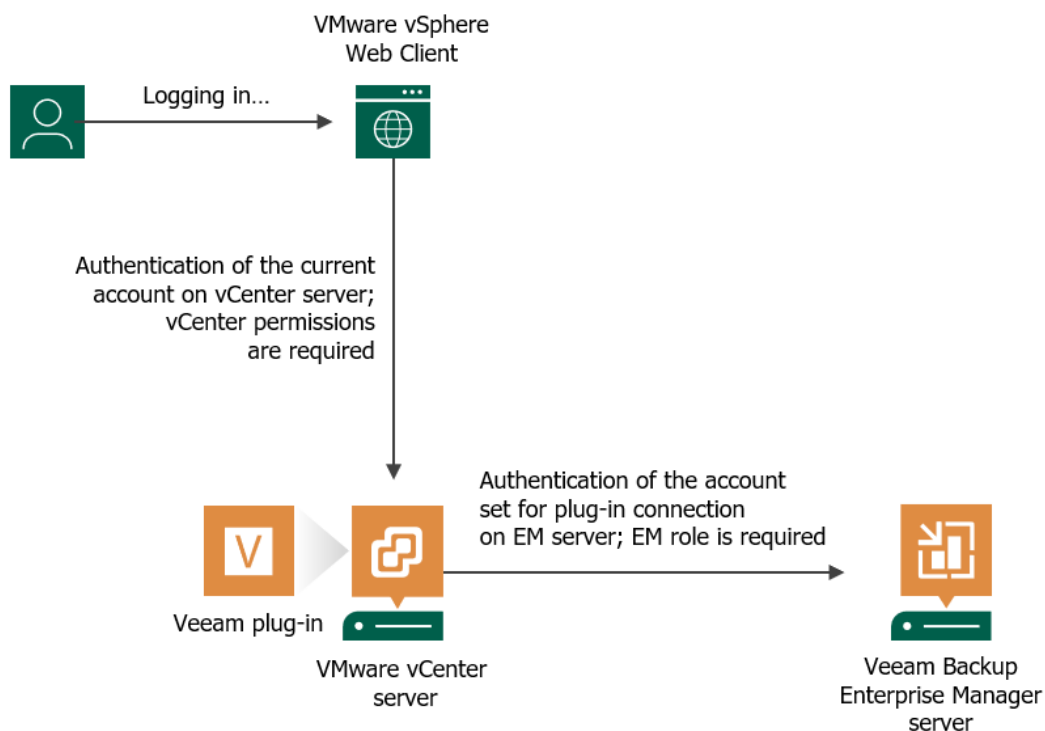 VMware vSphere
Web Client
Logging in...
Authentication of the current
account on vCenter server;
vCenter permissions
are required
Authentication of the account
set for plug-in connection
on EM server; EM role is required
V
Veeam plug-in
VMware vCenter
server
Veeam Backup
Enterprise Manager
server